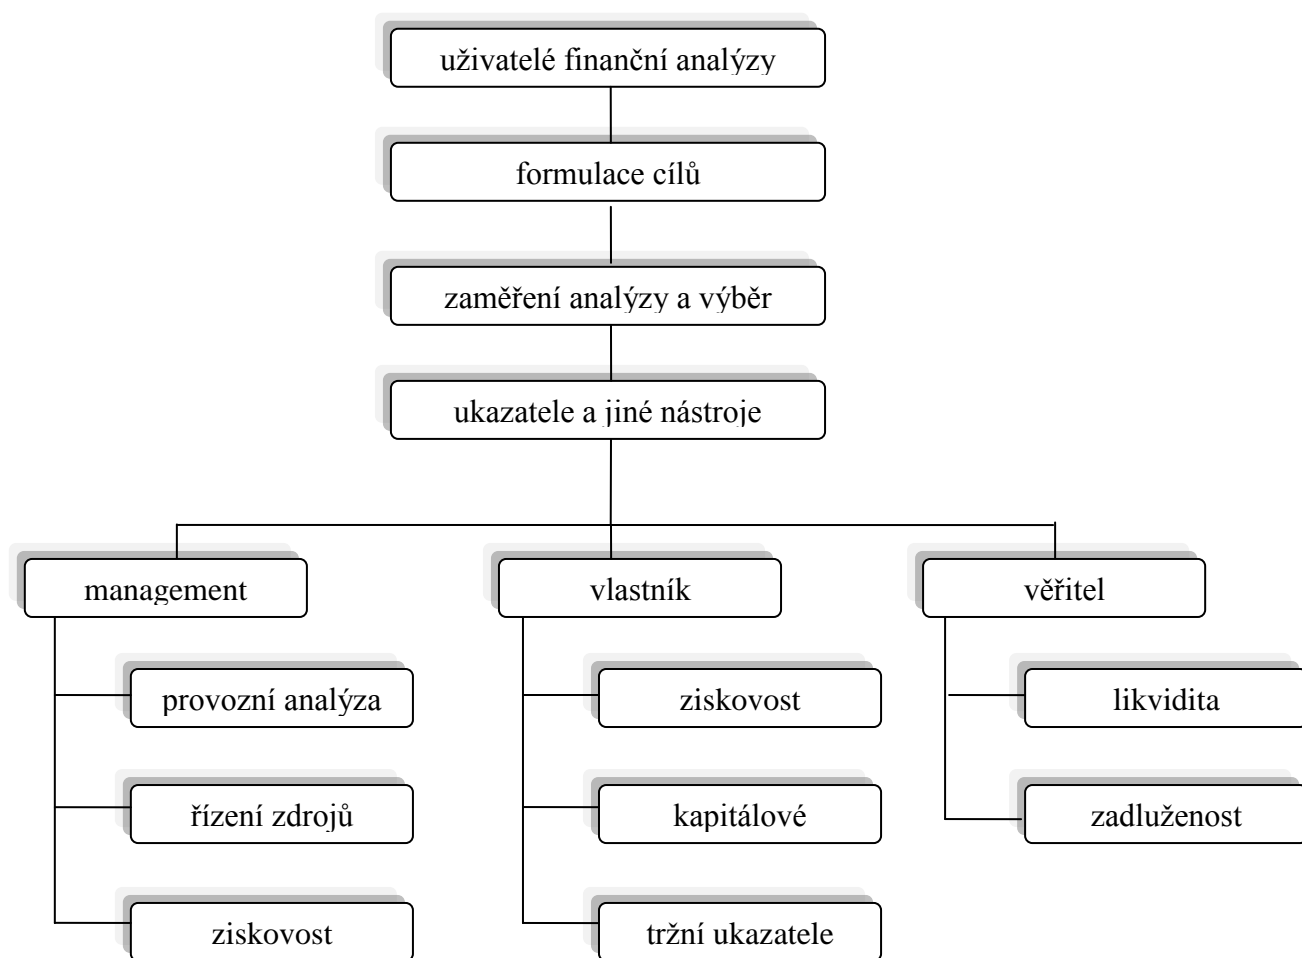 uživatelé finanční analýzy
formulace cílů
zaměření analýzy a výběr
ukazatele a jiné nástroje
management
vlastník
věřitel
provozní analýza
ziskovost
likvidita
řízení zdrojů
kapitálové
zadluženost
ziskovost
tržní ukazatele